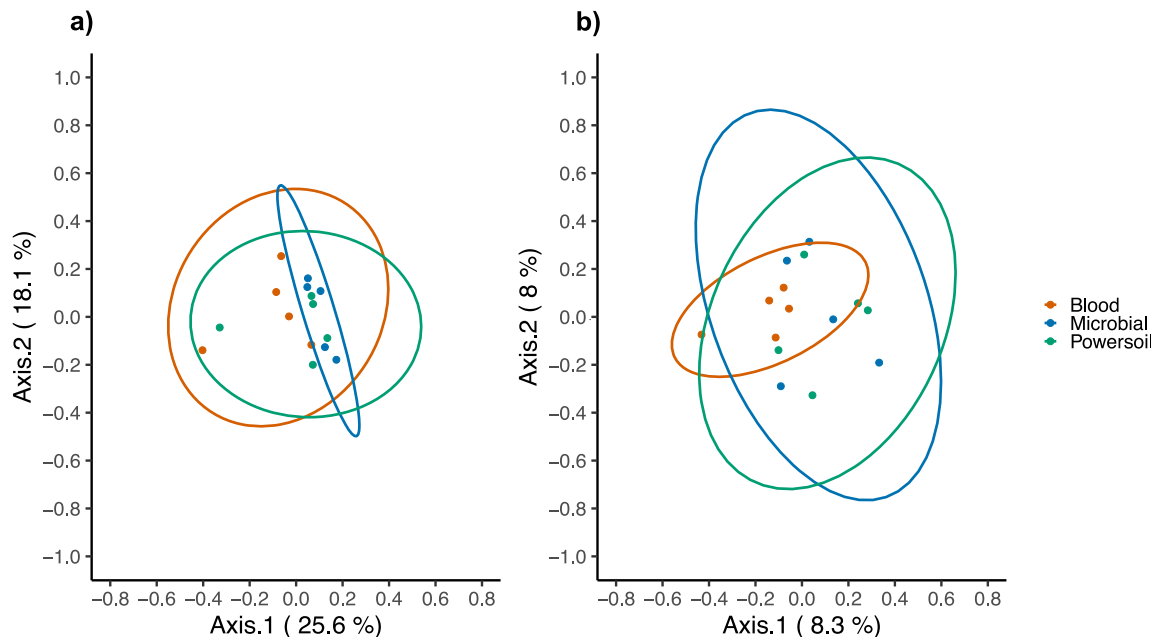 a)
1.0
0.8
0.6
0.4
0.2
0.0
−0.2
−0.4
−0.6
−0.8
−1.0
Axis.2 ( 18.1 %)
−0.8 −0.6 −0.4 −0.2 0.0 0.2 0.4 0.6 0.8
Axis.1 ( 25.6 %)
b)
1.0
0.8
0.6
0.4
0.2
0.0
−0.2
−0.4
−0.6
−0.8
−1.0
Axis.2 ( 8 %)
−0.8 −0.6 −0.4 −0.2 0.0 0.2 0.4 0.6 0.8
Axis.1 ( 8.3 %)
Blood
Microbial
Powersoil